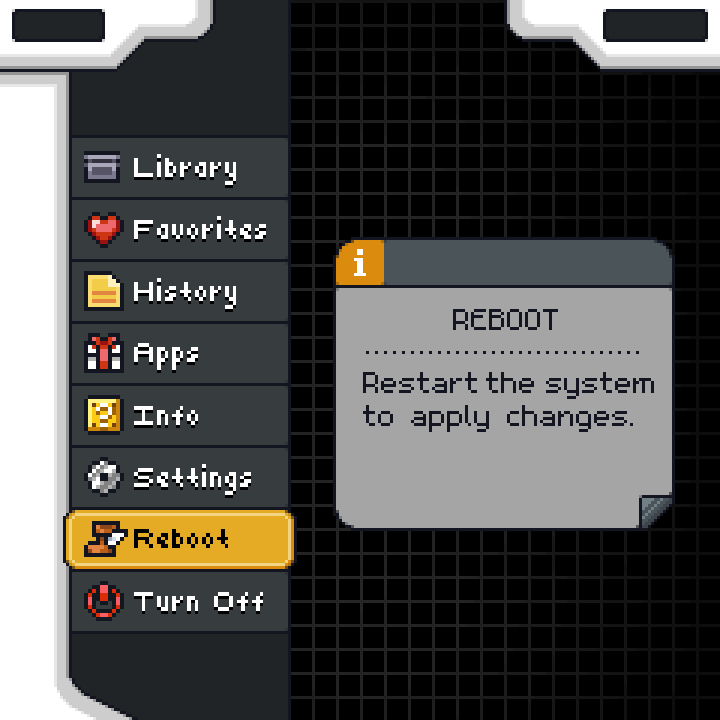 Library
Favorites
History
Apps
Info
Settings
Reboot
Turn Off
i
REBOOT
Restart the system
to apply changes.